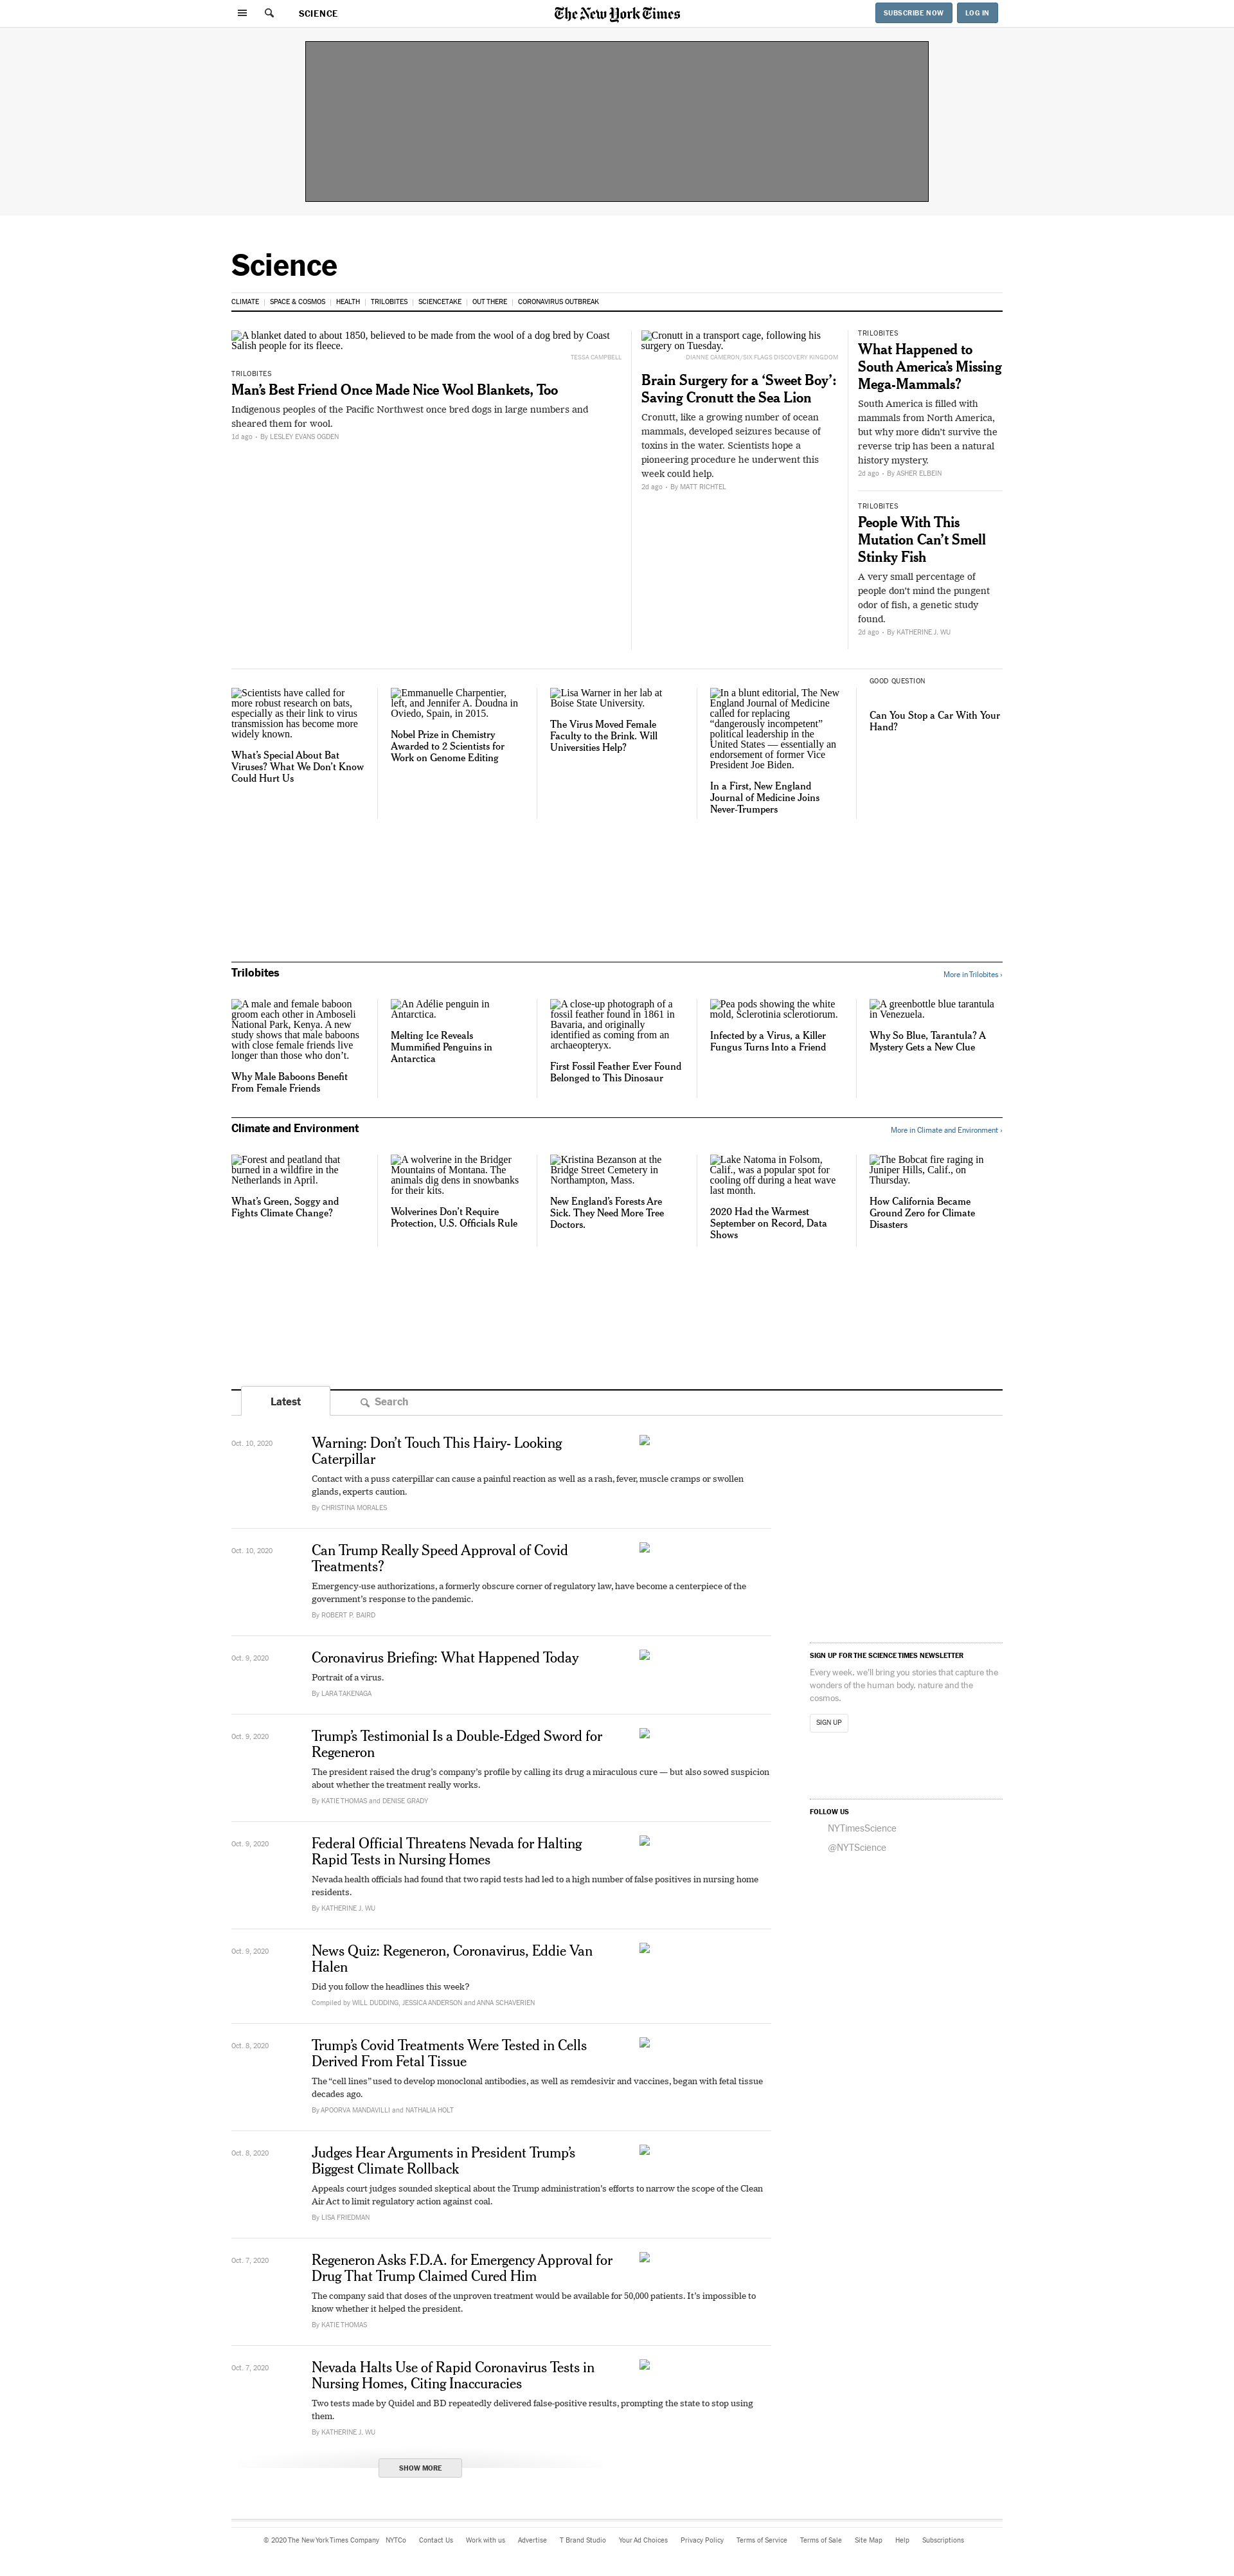 SCIENCE
The New York Times
SUBSCRIBE NOW
LOG IN
Science
CLIMATE
SPACE & COSMOS
HEALTH
TRILOBITES
SCIENCETAKE
OUT THERE
CORONAVIRUS OUTBREAK
A blanket dated to about 1850, believed to be made from the wool of a dog bred by Coast
Salish people for its fleece.
TESSA CAMPBELL
TRILOBITES
Man’s Best Friend Once Made Nice Wool Blankets, Too
Indigenous peoples of the Pacific Northwest once bred dogs in large numbers and
sheared them for wool.
1d ago • By LESLEY EVANS OGDEN
Cronutt in a transport cage, following his
surgery on Tuesday.
DIANNE CAMERON/SIX FLAGS DISCOVERY KINGDOM
Brain Surgery for a ‘Sweet Boy’:
Saving Cronutt the Sea Lion
Cronutt, like a growing number of ocean
mammals, developed seizures because of
toxins in the water. Scientists hope a
pioneering procedure he underwent this
week could help.
2d ago • By MATT RICHTEL
TRILOBITES
What Happened to
South America’s Missing
Mega-Mammals?
South America is filled with
mammals from North America,
but why more didn’t survive the
reverse trip has been a natural
history mystery.
2d ago • By ASHER ELBEIN
TRILOBITES
People With This
Mutation Can’t Smell
Stinky Fish
A very small percentage of
people don’t mind the pungent
odor of fish, a genetic study
found.
2d ago • By KATHERINE J. WU
Scientists have called for
more robust research on bats,
especially as their link to virus
transmission has become more
widely known.
What’s Special About Bat
Viruses? What We Don’t Know
Could Hurt Us
Emmanuelle Charpentier,
left, and Jennifer A. Doudna in
Oviedo, Spain, in 2015.
Nobel Prize in Chemistry
Awarded to 2 Scientists for
Work on Genome Editing
Lisa Warner in her lab at
Boise State University.
The Virus Moved Female
Faculty to the Brink. Will
Universities Help?
In a blunt editorial, The New
England Journal of Medicine
called for replacing
“dangerously incompetent”
political leadership in the
United States — essentially an
endorsement of former Vice
President Joe Biden.
In a First, New England
Journal of Medicine Joins
Never-Trumpers
GOOD QUESTION
Can You Stop a Car With Your
Hand?
Trilobites
More in Trilobites ›
A male and female baboon
groom each other in Amboseli
National Park, Kenya. A new
study shows that male baboons
with close female friends live
longer than those who don’t.
Why Male Baboons Benefit
From Female Friends
An Adélie penguin in
Antarctica.
Melting Ice Reveals
Mummified Penguins in
Antarctica
A close-up photograph of a
fossil feather found in 1861 in
Bavaria, and originally
identified as coming from an
archaeopteryx.
First Fossil Feather Ever Found
Belonged to This Dinosaur
Pea pods showing the white
mold, Sclerotinia sclerotiorum.
Infected by a Virus, a Killer
Fungus Turns Into a Friend
A greenbottle blue tarantula
in Venezuela.
Why So Blue, Tarantula? A
Mystery Gets a New Clue
Climate and Environment
More in Climate and Environment ›
Forest and peatland that
burned in a wildfire in the
Netherlands in April.
What’s Green, Soggy and
Fights Climate Change?
A wolverine in the Bridger
Mountains of Montana. The
animals dig dens in snowbanks
for their kits.
Wolverines Don’t Require
Protection, U.S. Officials Rule
Kristina Bezanson at the
Bridge Street Cemetery in
Northampton, Mass.
New England’s Forests Are
Sick. They Need More Tree
Doctors.
Lake Natoma in Folsom,
Calif., was a popular spot for
cooling off during a heat wave
last month.
2020 Had the Warmest
September on Record, Data
Shows
The Bobcat fire raging in
Juniper Hills, Calif., on
Thursday.
How California Became
Ground Zero for Climate
Disasters
Latest
Search
Oct. 10, 2020
Warning: Don’t Touch This Hairy- Looking
Caterpillar
Contact with a puss caterpillar can cause a painful reaction as well as a rash, fever, muscle cramps or swollen
glands, experts caution.
By CHRISTINA MORALES
Oct. 10, 2020
Can Trump Really Speed Approval of Covid
Treatments?
Emergency-use authorizations, a formerly obscure corner of regulatory law, have become a centerpiece of the
government’s response to the pandemic.
By ROBERT P. BAIRD
Oct. 9, 2020
Coronavirus Briefing: What Happened Today
Portrait of a virus.
By LARA TAKENAGA
Oct. 9, 2020
Trump’s Testimonial Is a Double-Edged Sword for
Regeneron
The president raised the drug’s company’s profile by calling its drug a miraculous cure — but also sowed suspicion
about whether the treatment really works.
By KATIE THOMAS and DENISE GRADY
Oct. 9, 2020
Federal Official Threatens Nevada for Halting
Rapid Tests in Nursing Homes
Nevada health officials had found that two rapid tests had led to a high number of false positives in nursing home
residents.
By KATHERINE J. WU
Oct. 9, 2020
News Quiz: Regeneron, Coronavirus, Eddie Van
Halen
Did you follow the headlines this week?
Compiled by WILL DUDDING, JESSICA ANDERSON and ANNA SCHAVERIEN
Oct. 8, 2020
Trump’s Covid Treatments Were Tested in Cells
Derived From Fetal Tissue
The “cell lines” used to develop monoclonal antibodies, as well as remdesivir and vaccines, began with fetal tissue
decades ago.
By APOORVA MANDAVILLI and NATHALIA HOLT
Oct. 8, 2020
Judges Hear Arguments in President Trump’s
Biggest Climate Rollback
Appeals court judges sounded skeptical about the Trump administration’s efforts to narrow the scope of the Clean
Air Act to limit regulatory action against coal.
By LISA FRIEDMAN
Oct. 7, 2020
Regeneron Asks F.D.A. for Emergency Approval for
Drug That Trump Claimed Cured Him
The company said that doses of the unproven treatment would be available for 50,000 patients. It’s impossible to
know whether it helped the president.
By KATIE THOMAS
Oct. 7, 2020
Nevada Halts Use of Rapid Coronavirus Tests in
Nursing Homes, Citing Inaccuracies
Two tests made by Quidel and BD repeatedly delivered false-positive results, prompting the state to stop using
them.
By KATHERINE J. WU
SHOW MORE
SIGN UP FOR THE SCIENCE TIMES NEWSLETTER
Every week, we’ll bring you stories that capture the
wonders of the human body, nature and the
cosmos.
SIGN UP
FOLLOW US
NYTimesScience
@NYTScience
© 2020 The New York Times Company
NYTCo
Contact Us
Work with us
Advertise
T Brand Studio
Your Ad Choices
Privacy Policy
Terms of Service
Terms of Sale
Site Map
Help
Subscriptions